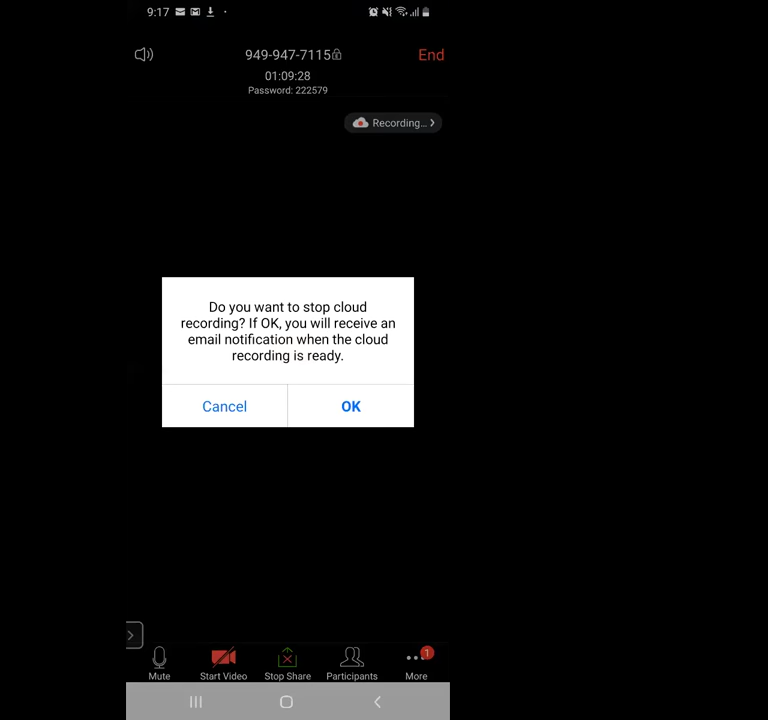 9:17
949-947-7115
End
01:09:28
Password: 222579
Recording...
Do you want to stop cloud
recording? If OK, you will receive an
email notification when the cloud
recording is ready.
Cancel OK
1
Mute Start Video Stop Share Participants More